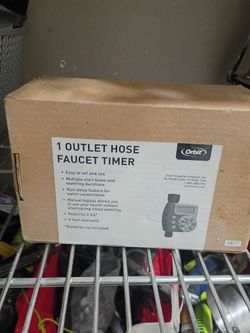 1 OUTLET HOSE
FAUCET TIMER
• Easy to set and use
• Multiple start times and
watering durations
• Rain delay feature for
water conservation
• Manual bypass allows you
to use your faucet without
interrupting timed watering
• Requires 2 AA*
• 6 Year warranty
*Batteries not included
Orbit